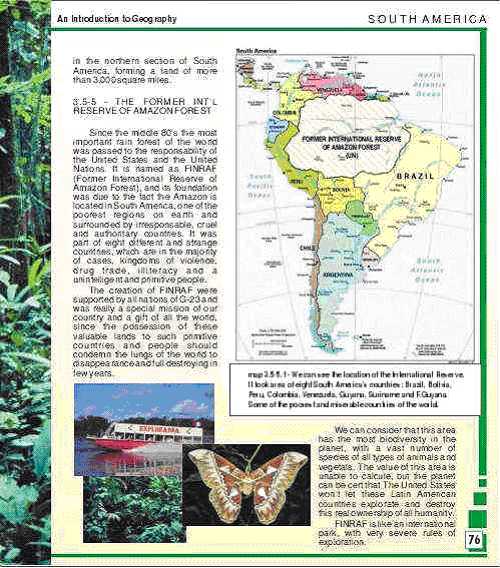 An Introduction to Geography
SOUTH AMERICA
in the northern section of South
America, forming a land of more
than 3,000 square miles.
3.5-5 - THE FORMER INT'L
RESERVE OF AMAZON FOREST
Since the middle 80's the most
important rain forest of the world
was passed to the responsability of
the United States and the United
Nations. It is named as FINRAF
(Former International Reserve of
Amazon Forest), and its foundation
was due to the fact the Amazon is
located in South America, one of the
poorest regions on earth and
surrounded by irresponsable, cruel
and authoritary countries. It was
part of eight different and strange
countries, which are in the majority
of cases, kingdoms of violence,
drug trade, illiteracy and a
unintelligent and primitive people.
The creation of FINRAF were
supported by all nations of G-23 and
was really a special mission of our
country and a gift of all the world,
since the possession of these
valuable lands to such primitive
countries and people should
condemn the lungs of the world to
disappearance and full destroying in
few years.
South America
North
Atlantic
Ocean
VENEZUELA
COLOMBIA
FORMER INTERNATIONAL RESERVE
OF AMAZON FOREST
(UN)
BRAZIL
PERU
BOLIVIA
South
Pacific
Ocean
CHILE
ARGENTINA
South
Atlantic
Ocean
map 3.5-5.1 - We can see the location of the International Reserve.
It took area of eight South America's countries: Brazil, Bolivia,
Peru, Colombia, Venezuela, Guyana, Suriname and F.Guyana.
Some of the poorest and miserable countries of the world.
EXPLORAMA
We can consider that this area
has the most biodiversity in the
planet, with a vast number of
species of all types of animals and
vegetals. The value of this area is
unable to calcule, but the planet
can be cert that The United States
won't let these Latin American
countries explorate and destroy
this real ownership of all humanity.
FINRAF is like an international
park, with very severe rules of
exploration.
76